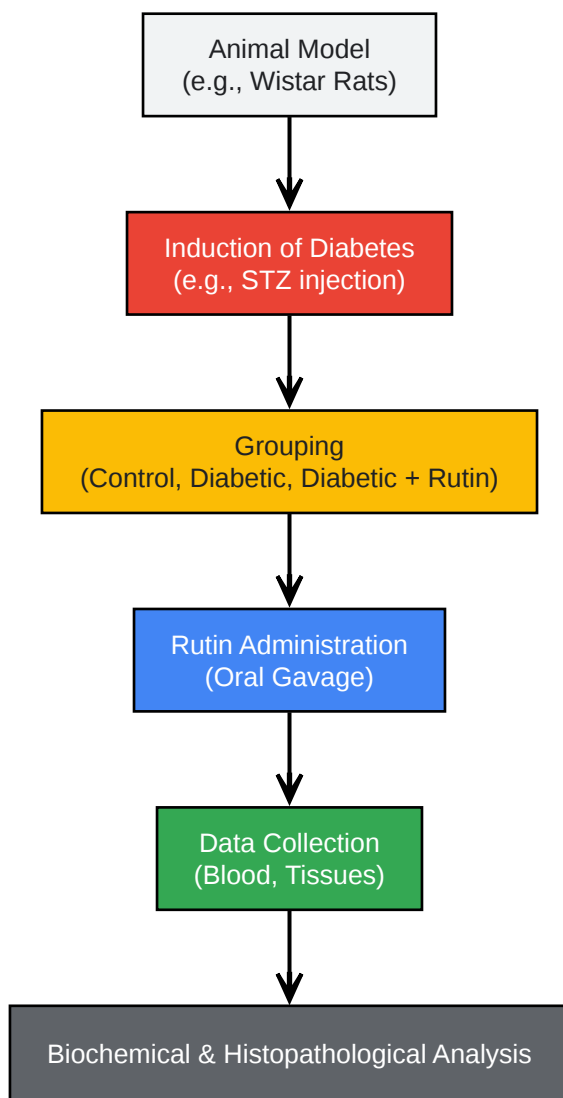 Animal Model
(e.g., Wistar Rats)
Induction of Diabetes
(e.g., STZ injection)
Grouping
(Control, Diabetic, Diabetic + Rutin)
Rutin Administration
(Oral Gavage)
Data Collection
(Blood, Tissues)
Biochemical & Histopathological Analysis